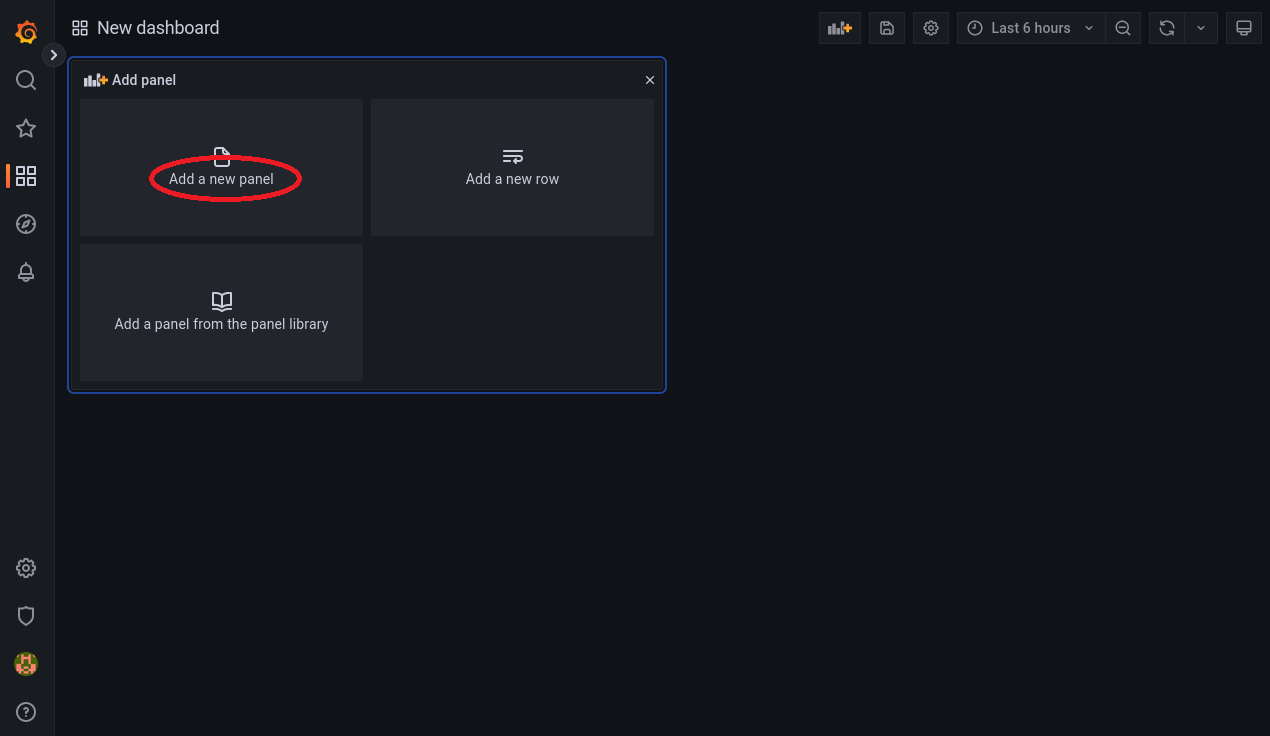 New dashboard
Last 6 hours
Add panel
Add a new panel
Add a new row
Add a panel from the panel library